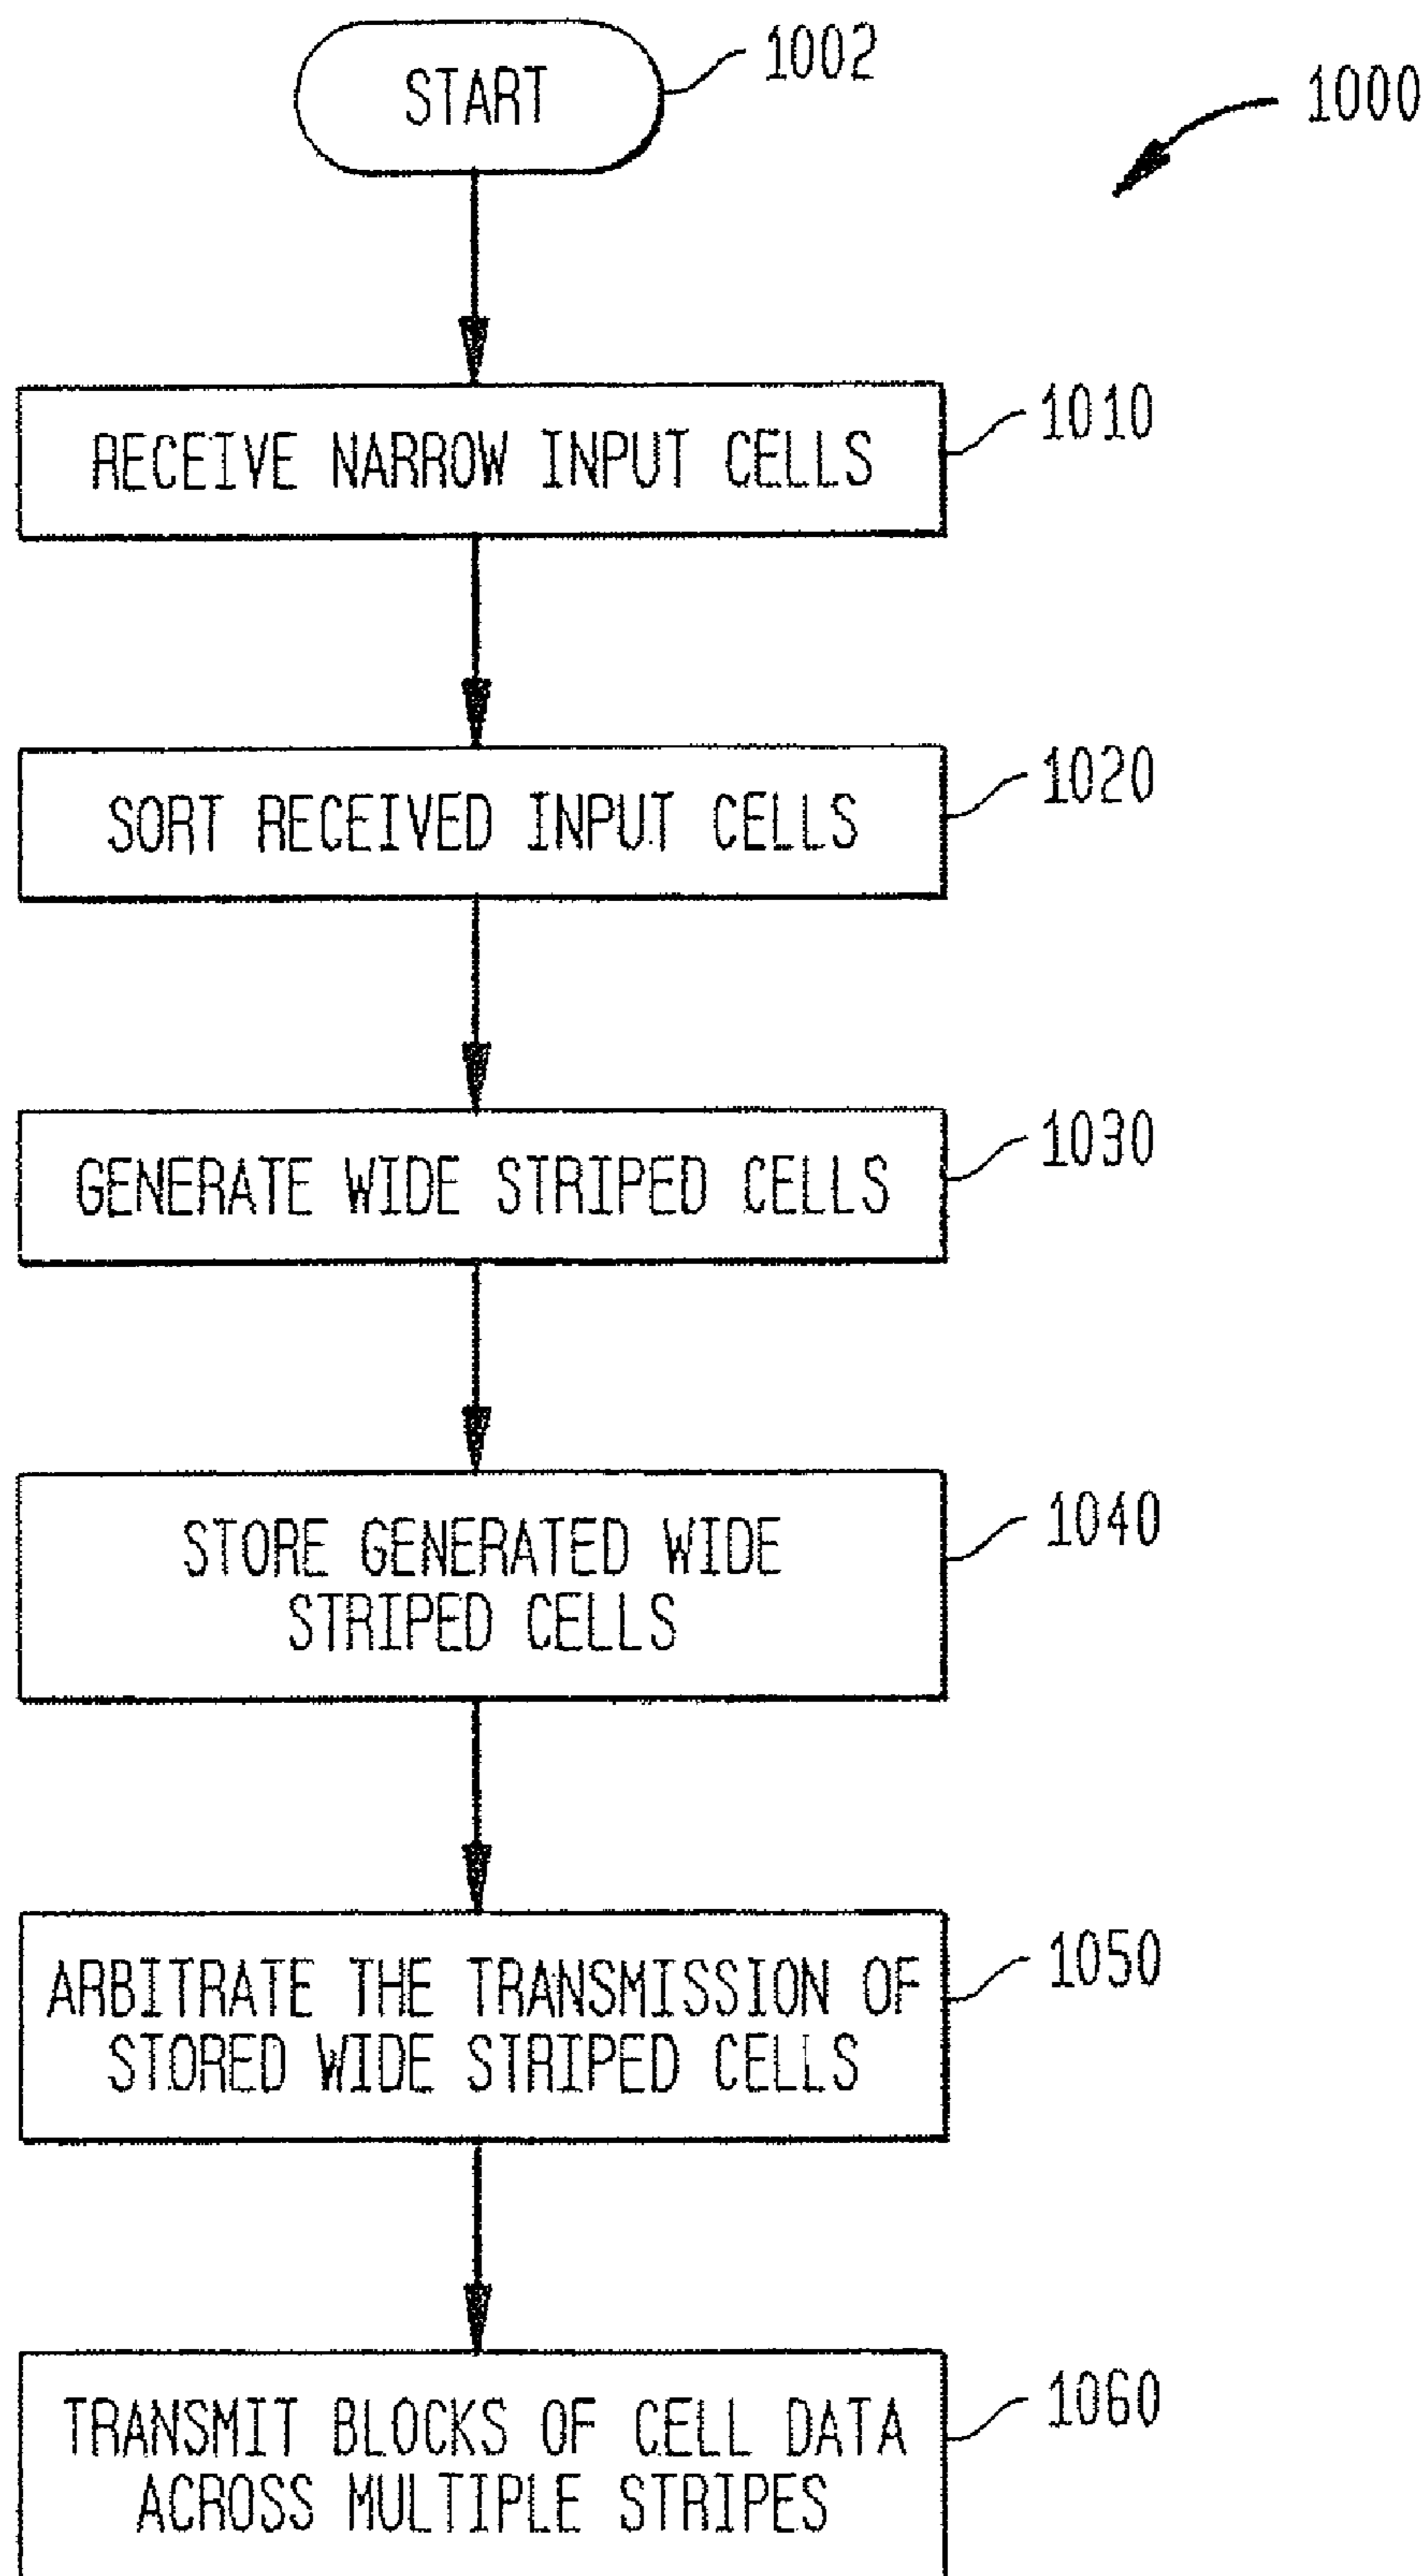 START
1002
1000
RECEIVE NARROW INPUT CELLS
1010
SORT RECEIVED INPUT CELLS
1020
GENERATE WIDE STRIPED CELLS
1030
STORE GENERATED WIDE
STRIPED CELLS
1040
ARBITRATE THE TRANSMISSION OF
STORED WIDE STRIPED CELLS
1050
TRANSMIT BLOCKS OF CELL DATA
ACROSS MULTIPLE STRIPES
1060